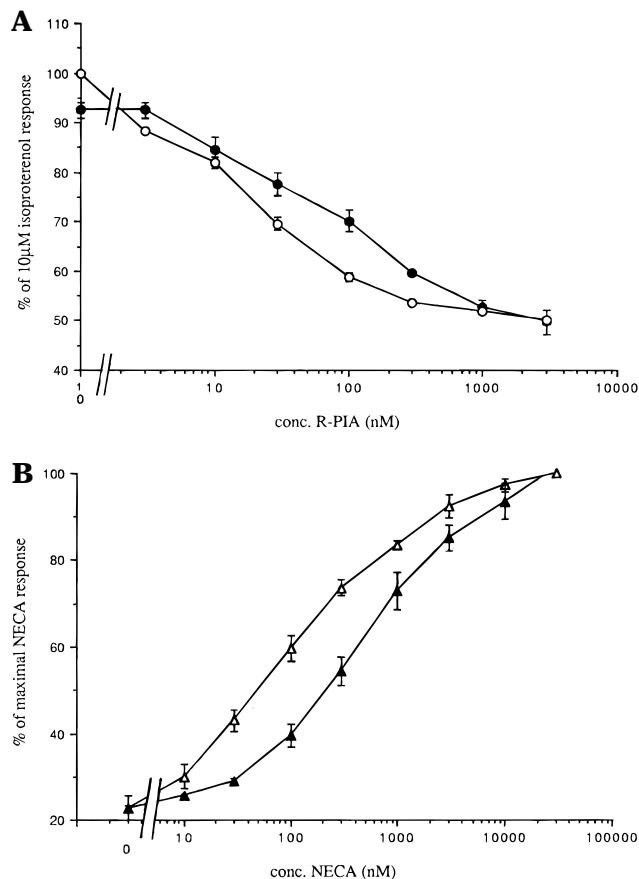 A
110
100
90
80
70
60
50
40
% of 10µM isoproterenol response
1 10 100 1000 10000
0
conc. R-PIA (nM)
B
100
80
60
40
20
% of maximal NECA response
0 10 100 1000 10000 100000
conc. NECA (nM)